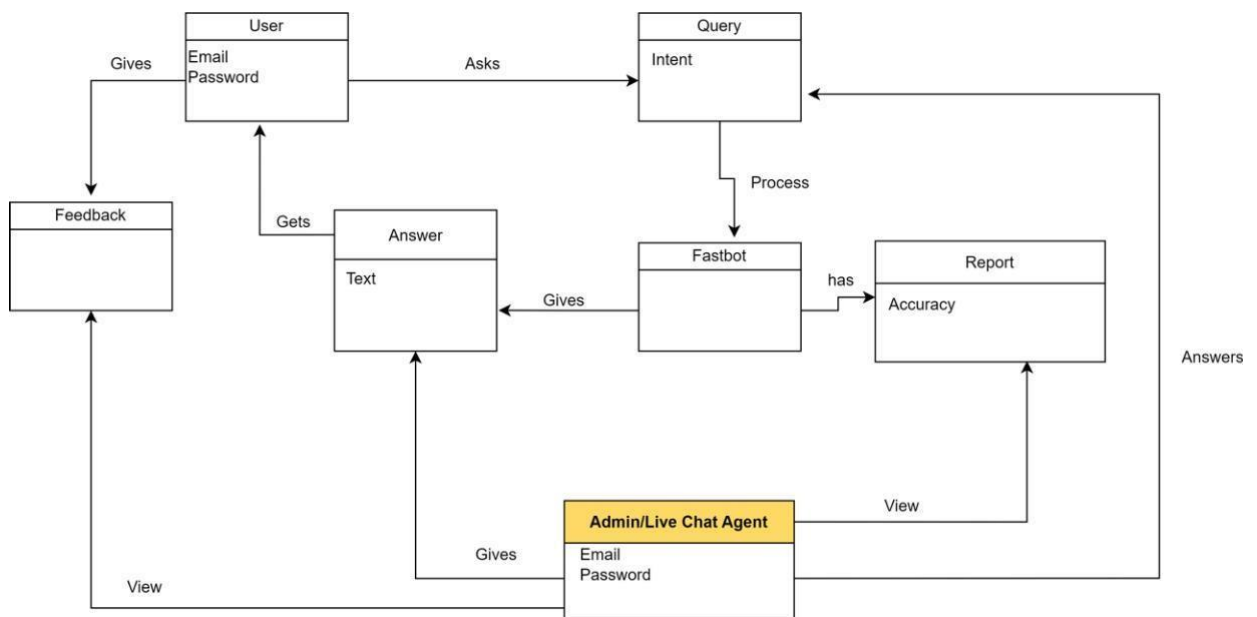 User
Email
Password
Query
Intent
Gives
Asks
Process
Feedback
Gets
Answer
Text
Gives
Fastbot
has
Report
Accuracy
Answers
Admin/Live Chat Agent
Email
Password
View
Gives
View